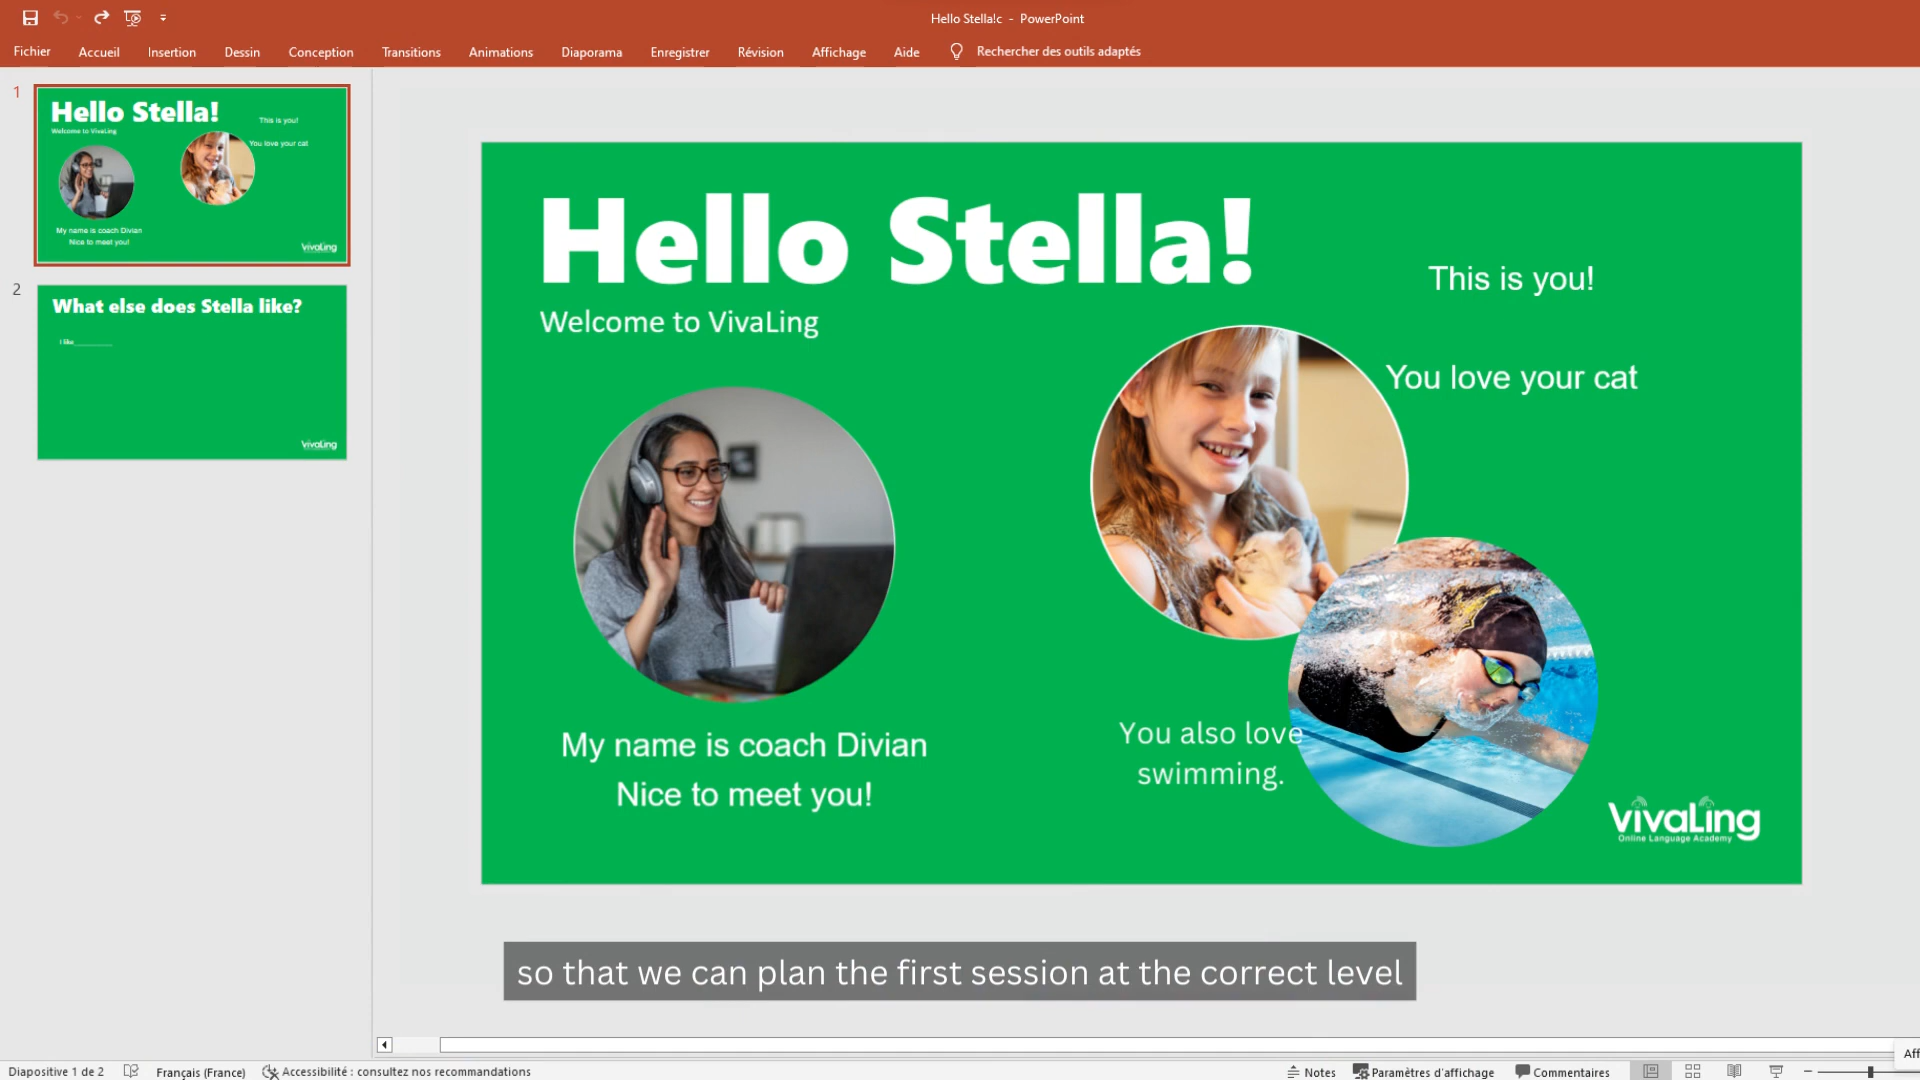 Hello Stella!c - PowerPoint
Fichier Accueil Insertion Dessin Conception Transitions Animations Diaporama Enregistrer Révision Affichage Aide Rechercher des outils adaptés
1
Hello Stella!
Welcome to VivaLing
This is you!
You love your cat
My name is coach Divian
Nice to meet you!
VivaLing
2
What else does Stella like?
I like__________
VivaLing
Hello Stella!
Welcome to VivaLing
This is you!
You love your cat
My name is coach Divian
Nice to meet you!
You also love
swimming.
VivaLing
Online Language Academy
so that we can plan the first session at the correct level
Aff
Diapositive 1 de 2 Français (France) Accessibilité : consultez nos recommandations Notes Paramètres d'affichage Commentaires